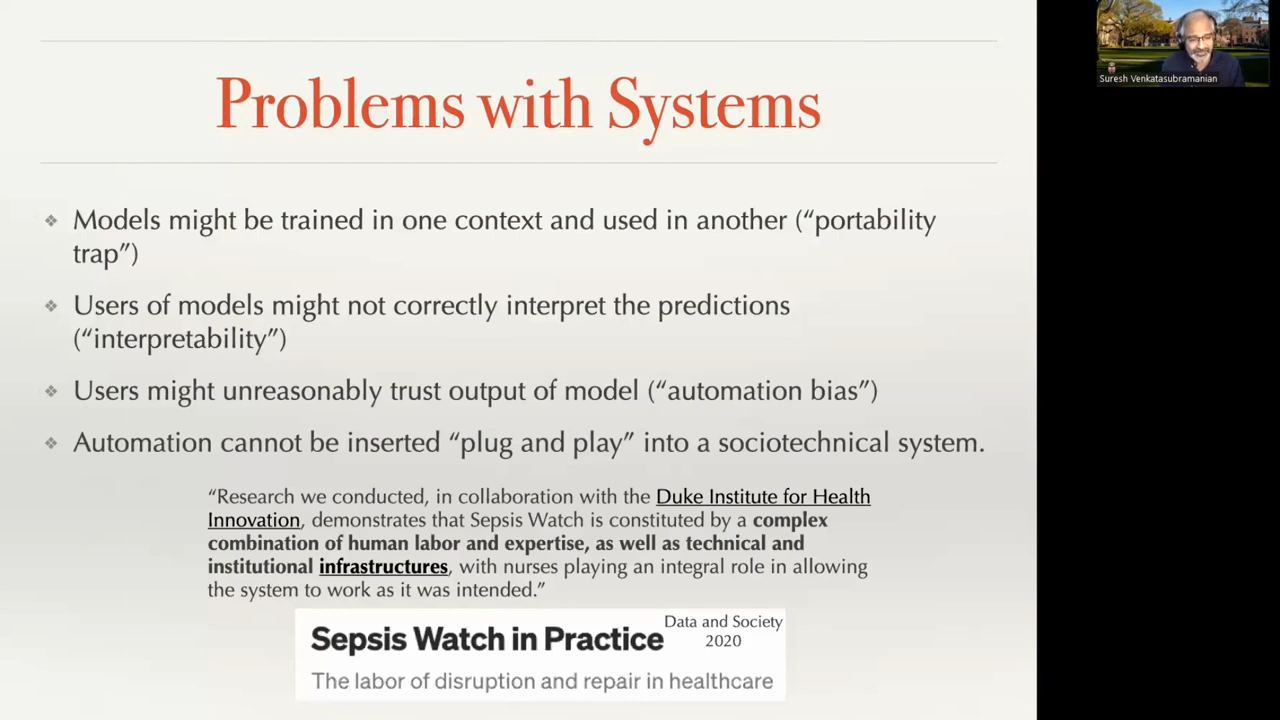 Problems with Systems
Suresh Venkatasubramanian
❖ Models might be trained in one context and used in another (“portability
trap”)
❖ Users of models might not correctly interpret the predictions
(“interpretability”)
❖ Users might unreasonably trust output of model (“automation bias”)
❖ Automation cannot be inserted “plug and play” into a sociotechnical system.
“Research we conducted, in collaboration with the Duke Institute for Health
Innovation, demonstrates that Sepsis Watch is constituted by a complex
combination of human labor and expertise, as well as technical and
institutional infrastructures, with nurses playing an integral role in allowing
the system to work as it was intended.”
Sepsis Watch in Practice
Data and Society
2020
The labor of disruption and repair in healthcare